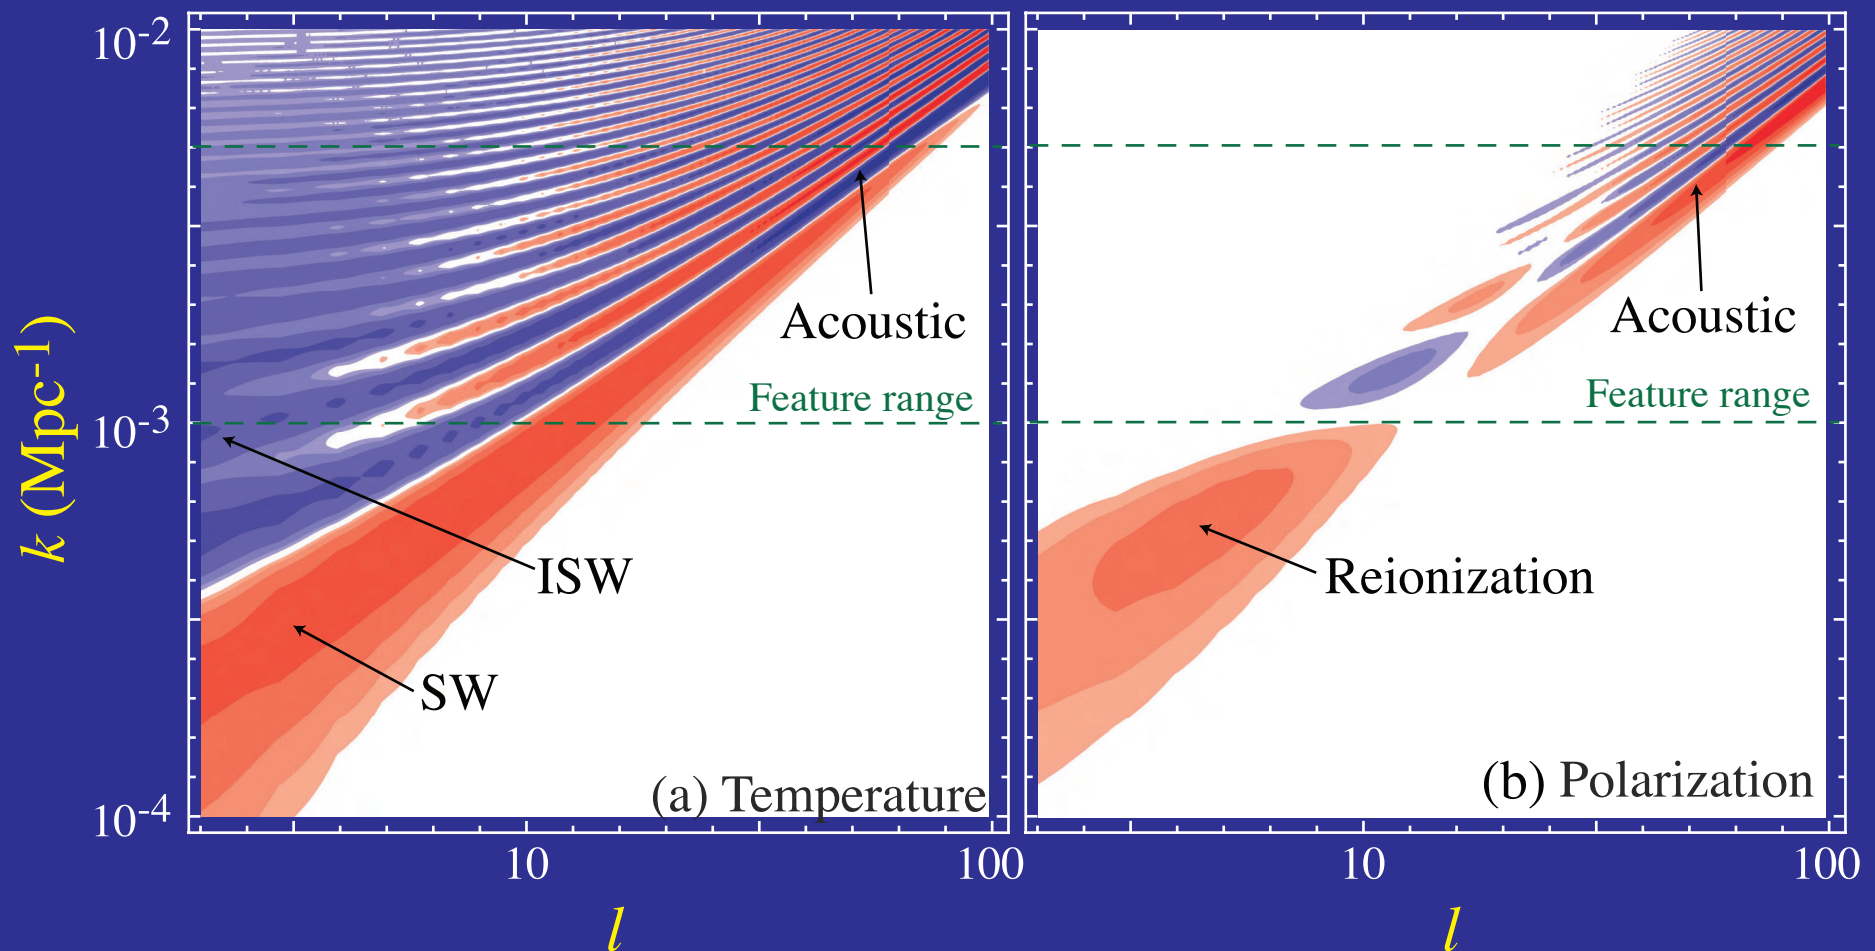 10-2
10-3
10-4
k (Mpc-1)
Acoustic
Feature range
ISW
SW
(a) Temperature
10
100
l
Acoustic
Feature range
Reionization
(b) Polarization
10
100
l